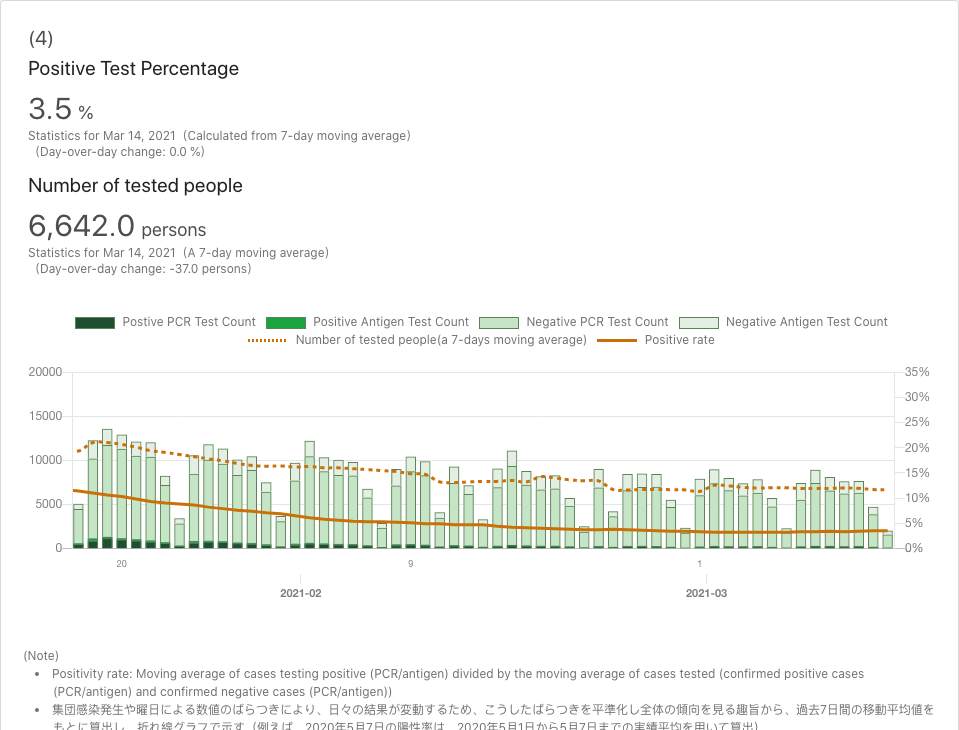 (4)
Positive Test Percentage
3.5 %
Statistics for Mar 14, 2021 (Calculated from 7-day moving average)
(Day-over-day change: 0.0 %)
Number of tested people
6,642.0 persons
Statistics for Mar 14, 2021 (A 7-day moving average)
(Day-over-day change: -37.0 persons)
Postive PCR Test Count Positive Antigen Test Count Negative PCR Test Count Negative Antigen Test Count
Number of tested people(a 7-days moving average) Positive rate
20000 35%
30%
15000 25%
20%
10000 15%
10%
5000 5%
0 0%
20 9 1
2021-02 2021-03
(Note)
• Positivity rate: Moving average of cases testing positive (PCR/antigen) divided by the moving average of cases tested (confirmed positive cases
(PCR/antigen) and confirmed negative cases (PCR/antigen))
• 集団感染発生や曜日による数値のばらつきにより、日々の結果が変動するため、こうしたばらつきを平準化し全体の傾向を見る趣旨から、過去7日間の移動平均値を
もとに算出し、折れ線グラフで示す（例えば、2020年5月7日の陽性率は、2020年5月1日から5月7日までの実績平均を用いて算出）